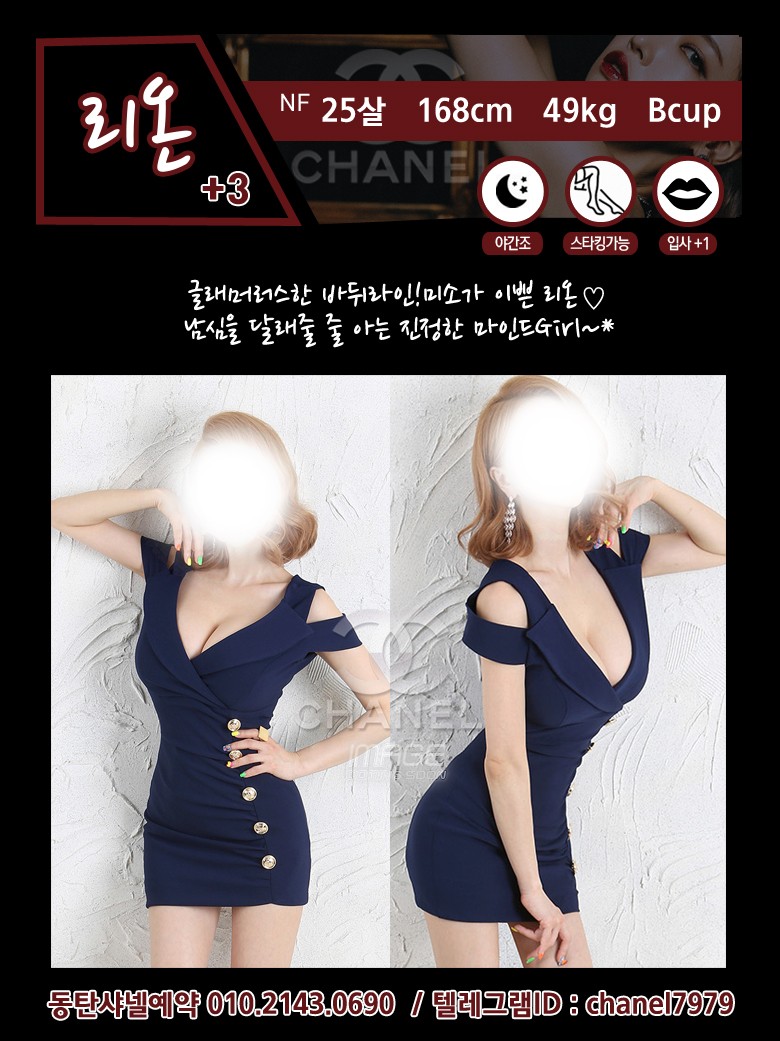 리온
+3
NF 25살 168cm 49kg Bcup
CHANEL
야간조 스타킹가능 입사 +1
글래머러스한 바뒤라인!미소가 이쁜 리온♡
남심을 달래줄 줄 아는 진정한 마인드Girl~*
CHANEL
IMAGE
동탄샤넬예약 010.2143.0690 / 텔레그램ID : chanel7979